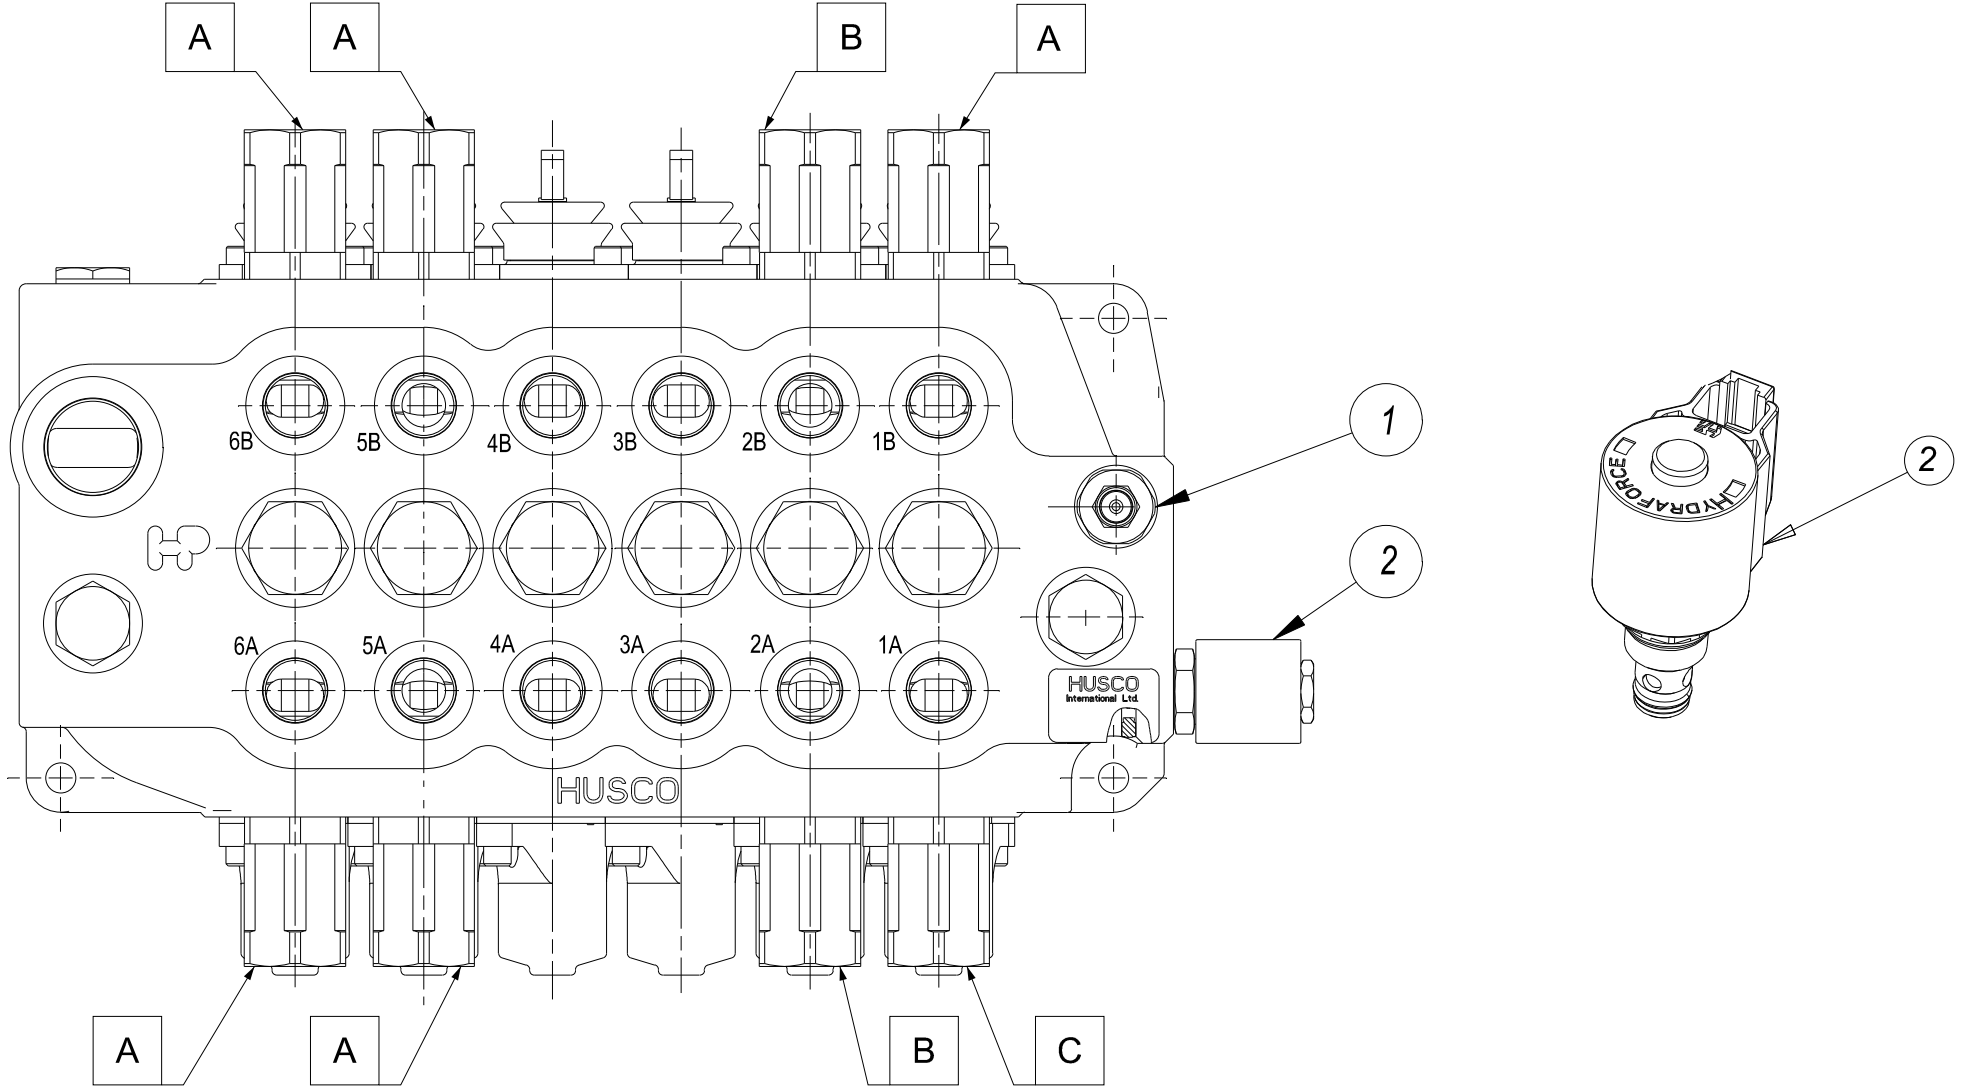 A A B A
6B 5B 4B 3B 2B 1B
1
2
HYDRAFORCE
2
6A 5A 4A 3A 2A 1A
HUSCO
International Ltd.
HUSCO
A A B C